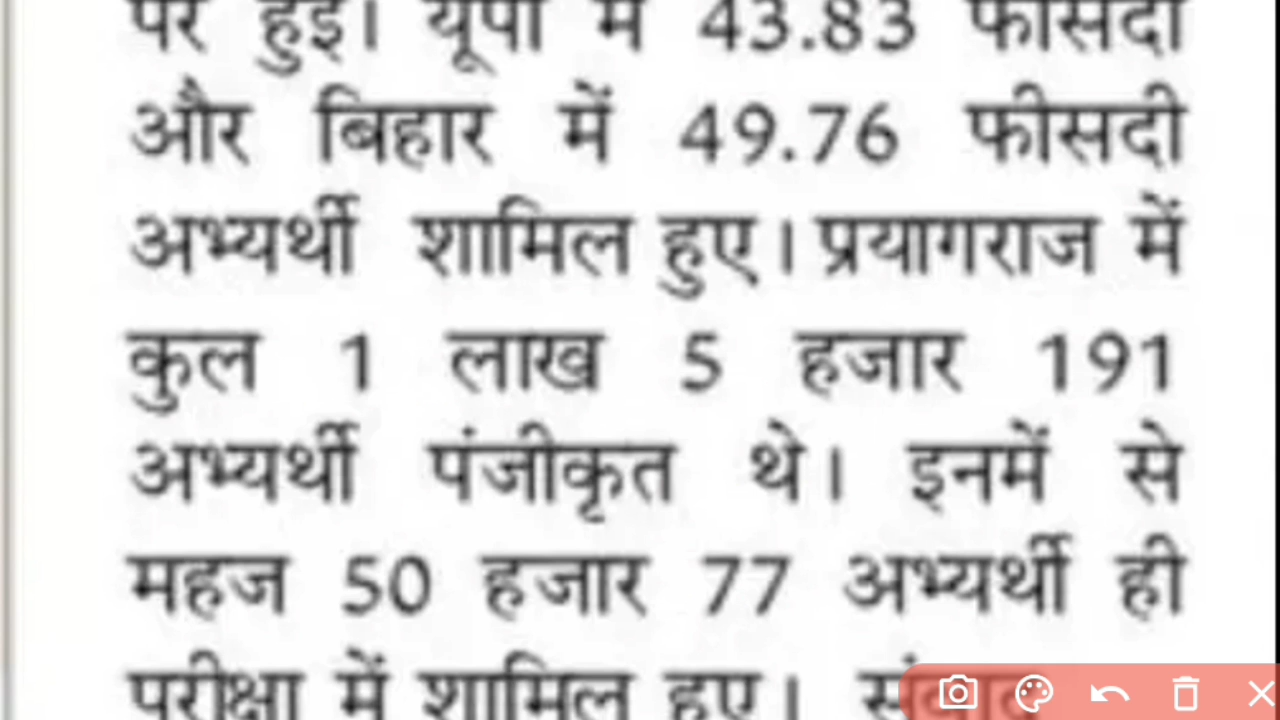 पर हुई। यूपी में 43.83 फीसदी
और बिहार में 49.76 फीसदी
अभ्यर्थी शामिल हुए। प्रयागराज में
कुल 1 लाख 5 हजार 191
अभ्यर्थी पंजीकृत थे। इनमें से
महज 50 हजार 77 अभ्यर्थी ही
परीक्षा में शामिल हुए। संवाद